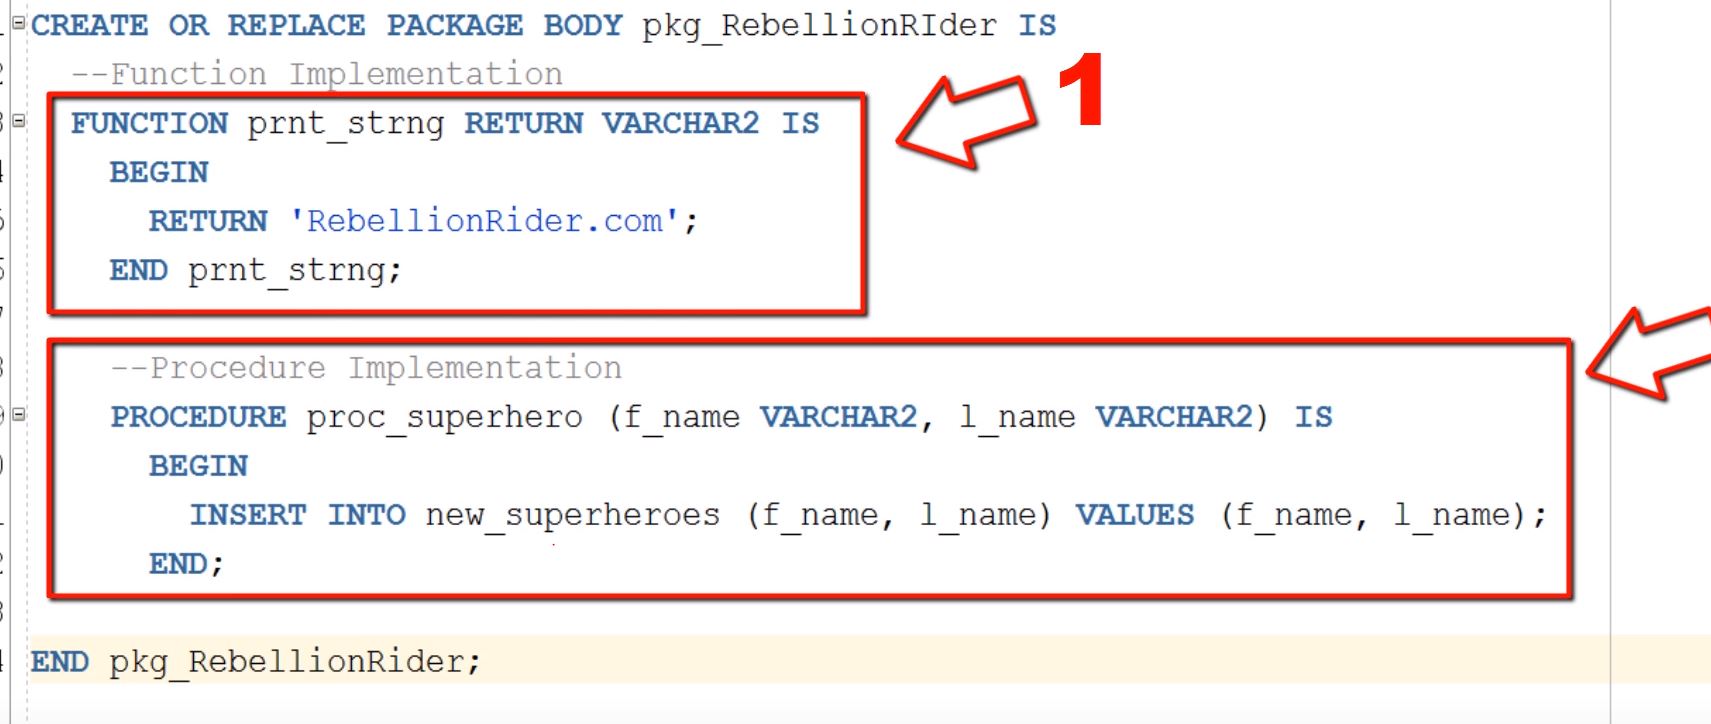 CREATE OR REPLACE PACKAGE BODY pkg_RebellionRIder IS
--Function Implementation
1
FUNCTION prnt_strng RETURN VARCHAR2 IS
BEGIN
RETURN 'RebellionRider.com';
END prnt_strng;
--Procedure Implementation
PROCEDURE proc_superhero (f_name VARCHAR2, l_name VARCHAR2) IS
BEGIN
INSERT INTO new_superheroes (f_name, l_name) VALUES (f_name, l_name);
END;
END pkg_RebellionRider;